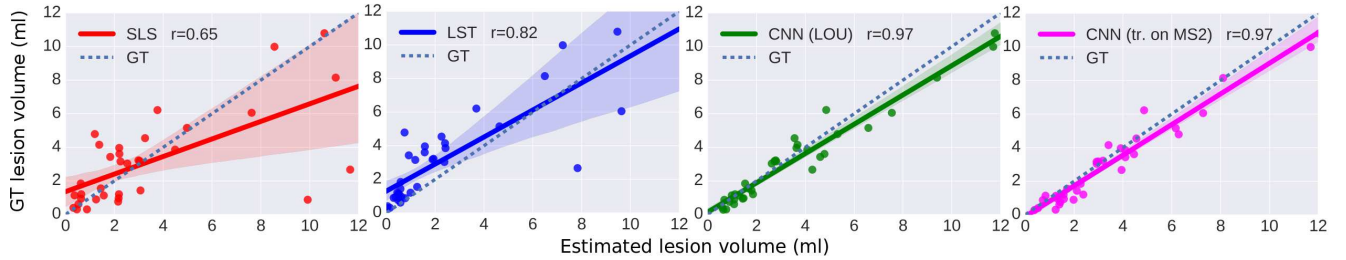 GT lesion volume (ml)
12
10
8
6
4
2
0
0 2 4 6 8 10
SLS r=0.65
GT
12
10
8
6
4
2
0
0 2 4 6 8 10 12
LST r=0.82
GT
12
10
8
6
4
2
0
0 2 4 6 8 10 12
CNN (LOU) r=0.97
GT
12
10
8
6
4
2
0
0 2 4 6 8 10 12
CNN (tr. on MS2) r=0.97
GT
Estimated lesion volume (ml)